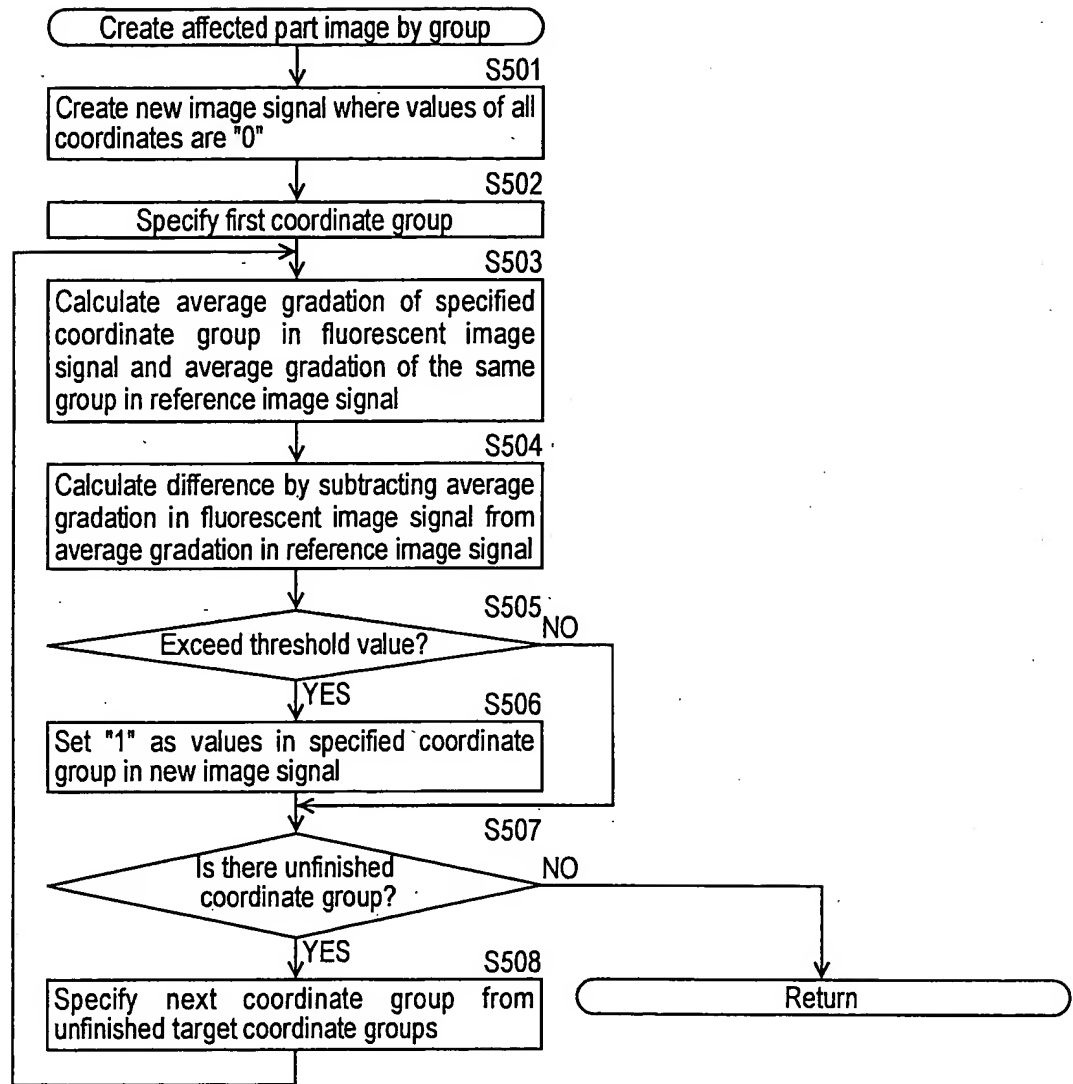 Create affected part image by group
S501
Create new image signal where values of all
coordinates are "0"
S502
Specify first coordinate group
S503
Calculate average gradation of specified
coordinate group in fluorescent image
signal and average gradation of the same
group in reference image signal
S504
Calculate difference by subtracting average
gradation in fluorescent image signal from
average gradation in reference image signal
S505
Exceed threshold value?
NO
YES
S506
Set "1" as values in specified coordinate
group in new image signal
S507
Is there unfinished
coordinate group?
NO
YES
S508
Specify next coordinate group from
unfinished target coordinate groups
Return